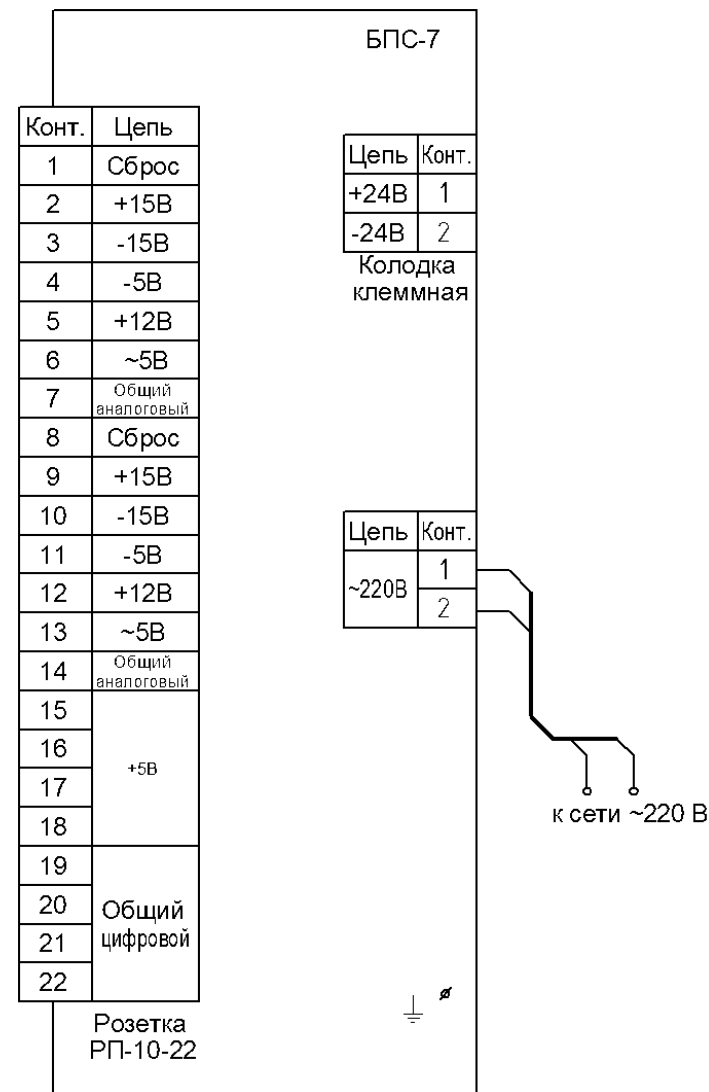 БПС-7
Конт. Цепь
1 Сброс
2 +15В
3 -15В
4 -5В
5 +12В
6 ~5В
7 Общий
аналоговый
8 Сброс
9 +15В
10 -15В
11 -5В
12 +12В
13 ~5В
14 Общий
аналоговый
15
16
+5В
17
18
19
20 Общий
21 цифровой
22
Розетка
РП-10-22
Цепь Конт.
+24В 1
-24В 2
Колодка
клеммная
Цепь Конт.
1
~220В
2
к сети ~220 В